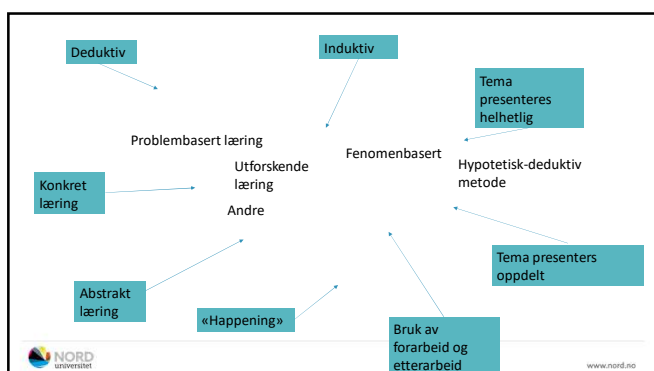 Deduktiv
Induktiv
Tema
presenteres
helhetlig
Problembasert læring
Fenomenbasert
Utforskende
læring
Hypotetisk-deduktiv
metode
Konkret
læring
Andre
Tema presenters
oppdelt
Abstrakt
læring
«Happening»
Bruk av
forarbeid og
etterarbeid
NORD
universitet
www.nord.no